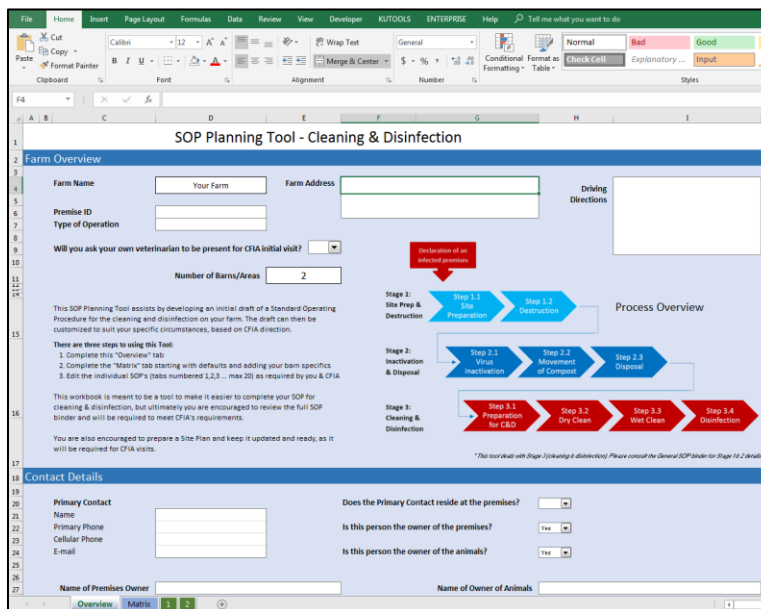 File Home Insert Page Layout Formulas Data Review View Developer KUTOOLS ENTERPRISE Help Tell me what you want to do
Cut
Copy
Format Painter
Paste
Calibri 12 A A
B I U
Wrap Text
Merge & Center
General
$ % ,
Conditional Formatting
Format as Table
Normal Bad Good
Check Cell Explanatory ... Input
Clipboard Font Alignment Number Styles
F4
fx
A B C D E F G H I
SOP Planning Tool - Cleaning & Disinfection
Farm Overview
Farm Name
Your Farm
Farm Address
Driving
Directions
Premise ID
Type of Operation
Will you ask your own veterinarian to be present for CFIA initial visit?
Number of Barns/Areas
2
Declaration of an
infected premises
This SOP Planning Tool assists by developing an initial draft of a Standard Operating
Procedure for the cleaning and disinfection on your farm. The draft can then be
customized to suit your specific circumstances, based on CFIA direction.
There are three steps to using this Tool:
1. Complete this "Overview" tab
2. Complete the "Matrix" tab starting with defaults and adding your barn specifics
3. Edit the individual SOP's (tabs numbered 1,2,3 ... max 20) as required by you & CFIA
This workbook is meant to be a tool to make it easier to complete your SOP for
cleaning & disinfection, but ultimately you are encouraged to review the full SOP
binder and will be required to meet CFIA's requirements.
You are also encouraged to prepare a Site Plan and keep it updated and ready, as it
will be required for CFIA visits.
Stage 1:
Site Prep &
Destruction
Step 1.1
Site
Preparation
Step 1.2
Destruction
Process Overview
Stage 2:
Inactivation
& Disposal
Step 2.1
Virus
Inactivation
Step 2.2
Movement
of Compost
Step 2.3
Disposal
Stage 3:
Cleaning &
Disinfection
Step 3.1
Preparation
for C&D
Step 3.2
Dry Clean
Step 3.3
Wet Clean
Step 3.4
Disinfection
* This tool deals with Stage 3 (cleaning & disinfection). Please consult the General SOP binder for Stage 1& 2 details
Contact Details
Primary Contact
Name
Primary Phone
Cellular Phone
E-mail
Does the Primary Contact reside at the premises?
Is this person the owner of the premises?
Yes
Is this person the owner of the animals?
Yes
Name of Premises Owner
Name of Owner of Animals
Overview Matrix 1 2